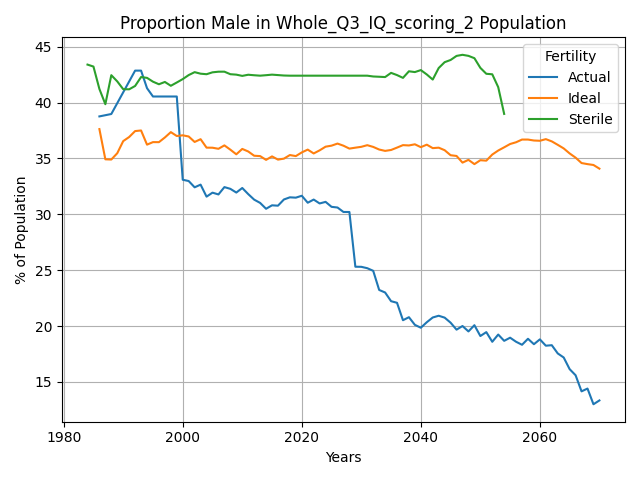 Proportion Male in Whole_Q3_IQ_scoring_2 Population
% of Population
45
40
35
30
25
20
15
Fertility
Actual
Ideal
Sterile
1980 2000 2020 2040 2060
Years